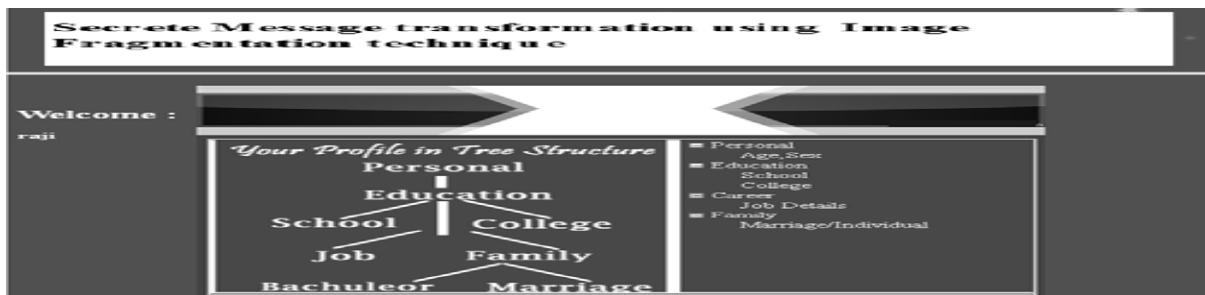 Secrete Message transformation using Image
Fragmentation technique
Welcome :
raji
Your Profile in Tree Structure
Personal
Education
School College
Job Family
Bachuleor Marriage
Personal
Age,Sex
Education
School
College
Career
Job Details
Family
Marriage/Individual